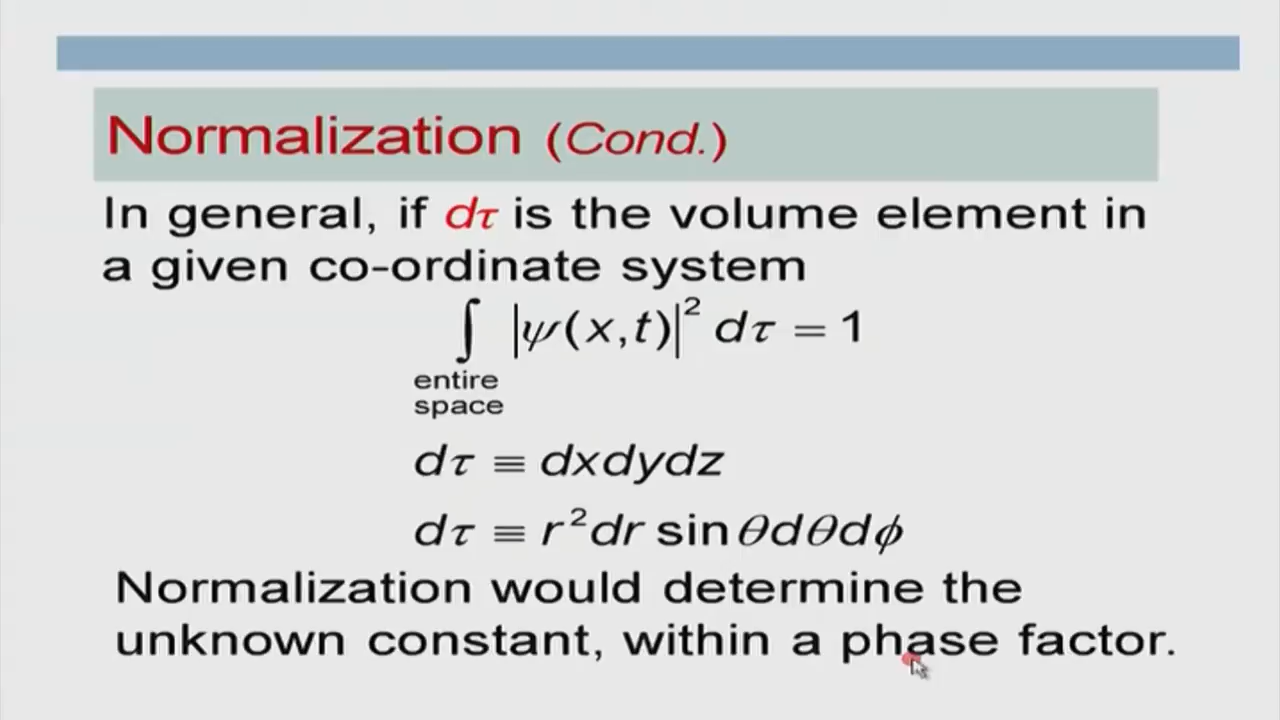 Normalization (Cond.)
In general, if dτ is the volume element in
a given co-ordinate system
∫ |ψ(x,t)|² dτ = 1
entire
space
dτ ≡ dxdydz
dτ ≡ r²dr sinθdθdϕ
Normalization would determine the
unknown constant, within a phase factor.